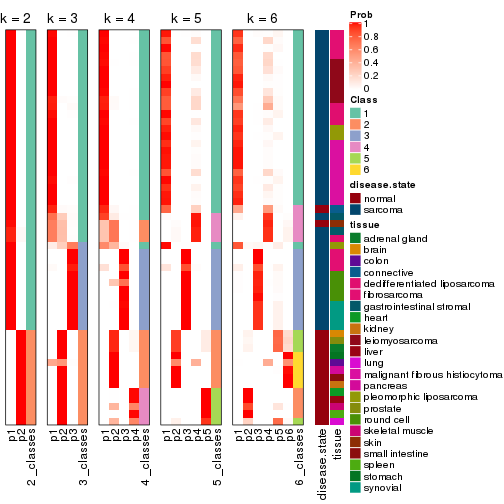 k = 2
k = 3
k = 4
k = 5
k = 6
Prob
1
0.8
0.6
0.4
0.2
0
Class
1
2
3
4
5
6
disease.state
normal
sarcoma
tissue
adrenal gland
brain
colon
connective
dedifferentiated liposarcoma
fibrosarcoma
gastrointestinal stromal
heart
kidney
leiomyosarcoma
liver
lung
malignant fibrous histiocytoma
pancreas
pleomorphic liposarcoma
prostate
round cell
skeletal muscle
skin
small intestine
spleen
stomach
synovial
p1
p2
2_classes
p1
p2
p3
3_classes
p1
p2
p3
p4
4_classes
p1
p2
p3
p4
p5
5_classes
p1
p2
p3
p4
p5
p6
6_classes
disease.state
tissue